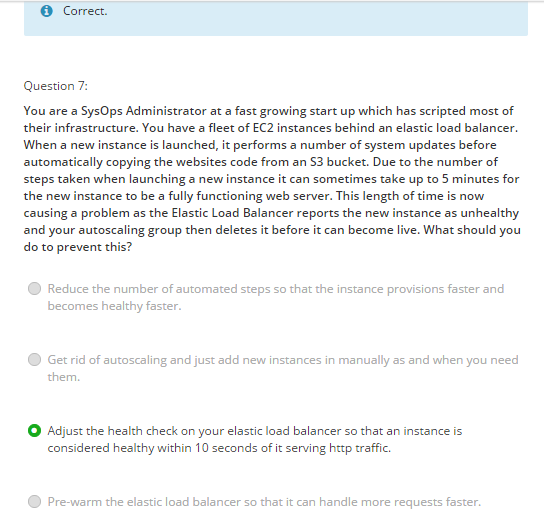 Correct.
Question 7:
You are a SysOps Administrator at a fast growing start up which has scripted most of
their infrastructure. You have a fleet of EC2 instances behind an elastic load balancer.
When a new instance is launched, it performs a number of system updates before
automatically copying the websites code from an S3 bucket. Due to the number of
steps taken when launching a new instance it can sometimes take up to 5 minutes for
the new instance to be a fully functioning web server. This length of time is now
causing a problem as the Elastic Load Balancer reports the new instance as unhealthy
and your autoscaling group then deletes it before it can become live. What should you
do to prevent this?
Reduce the number of automated steps so that the instance provisions faster and
becomes healthy faster.
Get rid of autoscaling and just add new instances in manually as and when you need
them.
Adjust the health check on your elastic load balancer so that an instance is
considered healthy within 10 seconds of it serving http traffic.
Pre-warm the elastic load balancer so that it can handle more requests faster.